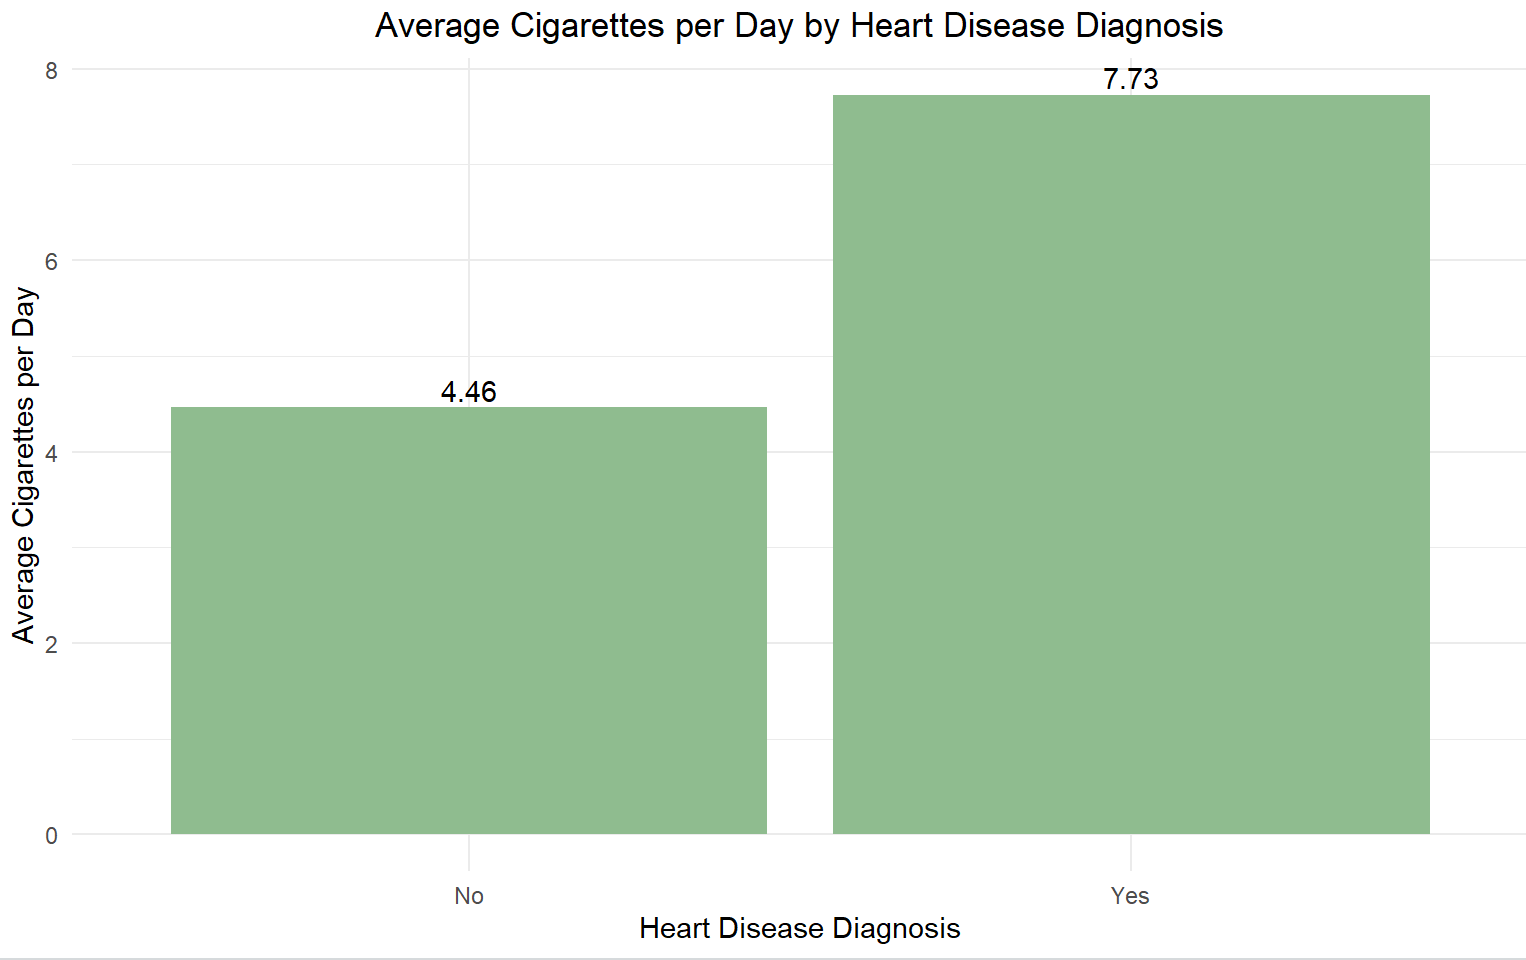 Average Cigarettes per Day by Heart Disease Diagnosis
8
7.73
6
Average Cigarettes per Day
4.46
4
2
0
No
Yes
Heart Disease Diagnosis